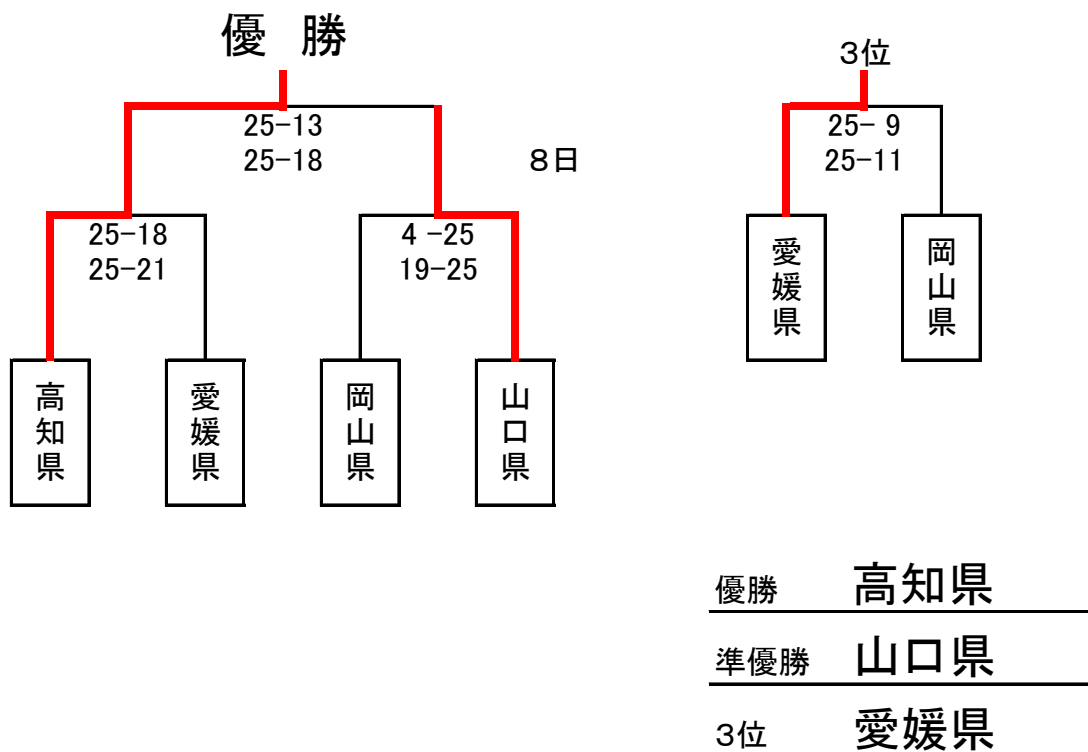 優 勝
25-13
25-18
8日
25-18
25-21
4 -25
19-25
高知県
愛媛県
岡山県
山口県
3位
25- 9
25-11
愛媛県
岡山県
優勝 高知県
準優勝 山口県
3位 愛媛県